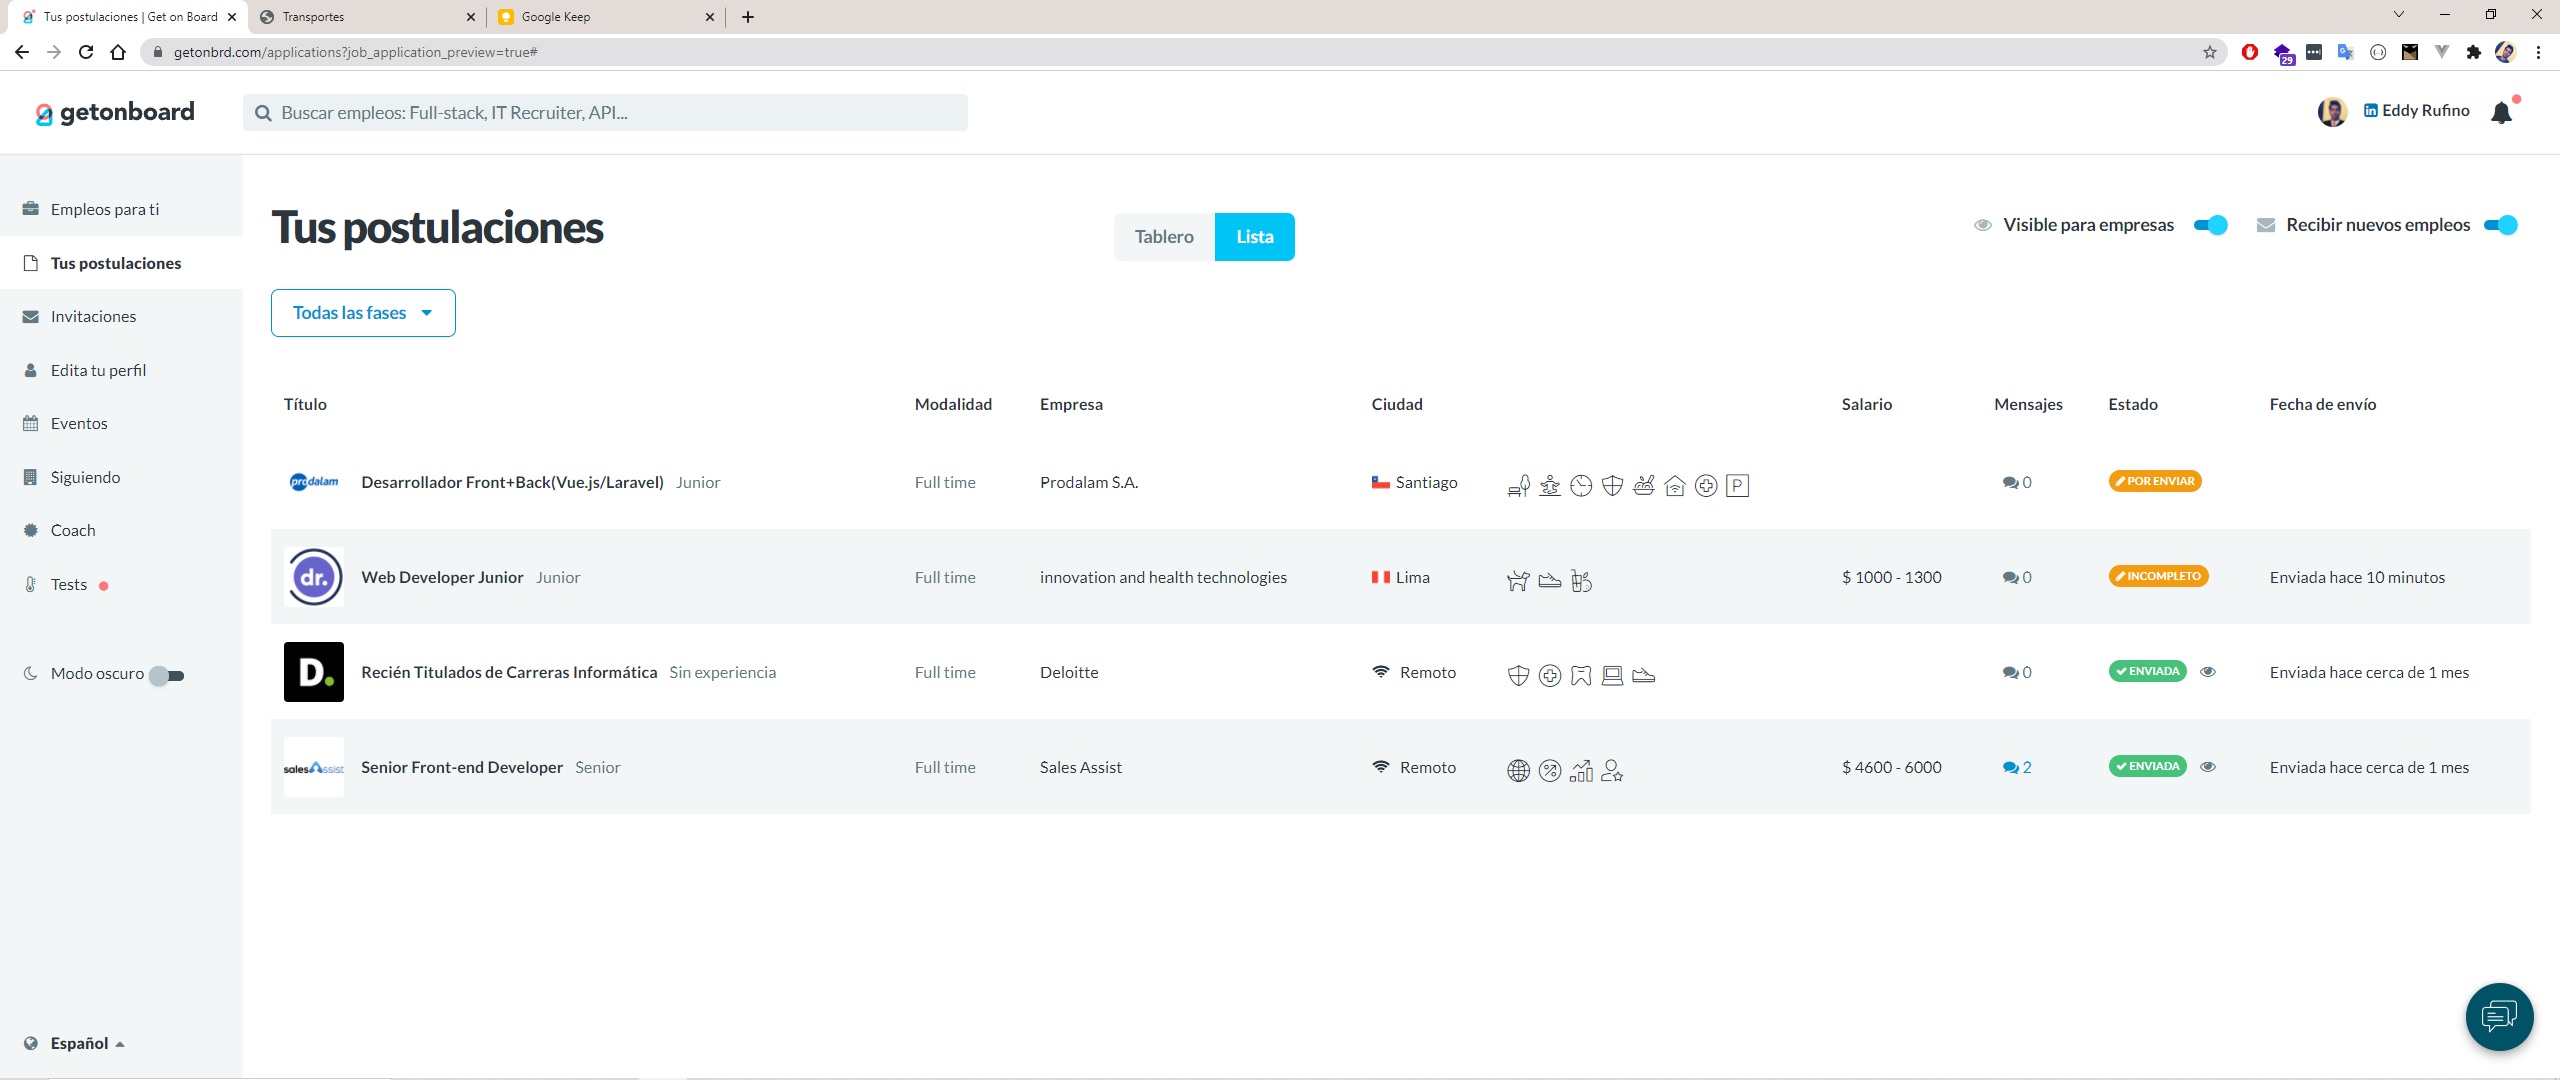 Tus postulaciones | Get on Board
Transportes
Google Keep
getonbrd.com/applications?job_application_preview=true#
29
getonboard
Buscar empleos: Full-stack, IT Recruiter, API...
in Eddy Rufino
Empleos para ti
Tus postulaciones
Invitaciones
Edita tu perfil
Eventos
Siguiendo
Coach
Tests
Modo oscuro
Español
Tus postulaciones
Tablero
Lista
Visible para empresas
Recibir nuevos empleos
Todas las fases
Título Modalidad Empresa Ciudad Salario Mensajes Estado Fecha de envío
prodalam Desarrollador Front+Back(Vue.js/Laravel) Junior Full time Prodalam S.A. Santiago P 0 POR ENVIAR
dr. Web Developer Junior Junior Full time innovation and health technologies Lima $ 1000 - 1300 0 INCOMPLETO Enviada hace 10 minutos
D. Recién Titulados de Carreras Informática Sin experiencia Full time Deloitte Remoto 0 ENVIADA Enviada hace cerca de 1 mes
salesAssist Senior Front-end Developer Senior Full time Sales Assist Remoto $ 4600 - 6000 2 ENVIADA Enviada hace cerca de 1 mes